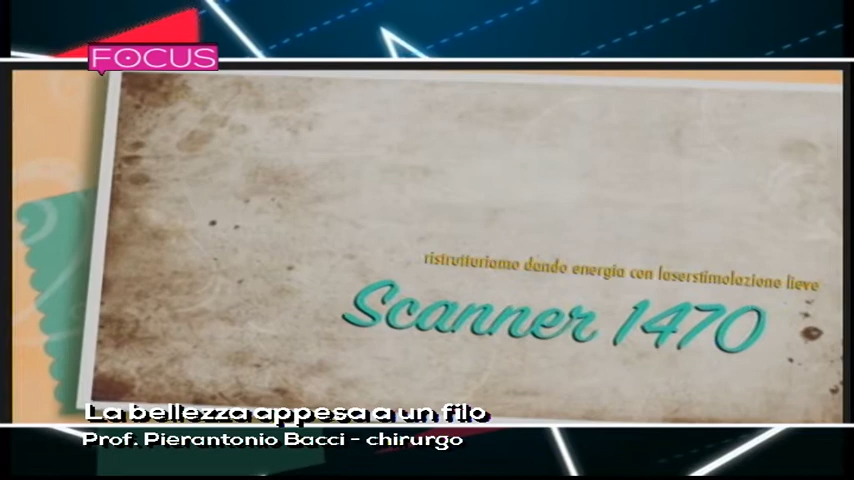 FOCUS
ristrutturiamo dando energia con laserstimolazione lieve
Scanner 1470
La bellezza appesa a un filo
Prof. Pierantonio Bacci - chirurgo